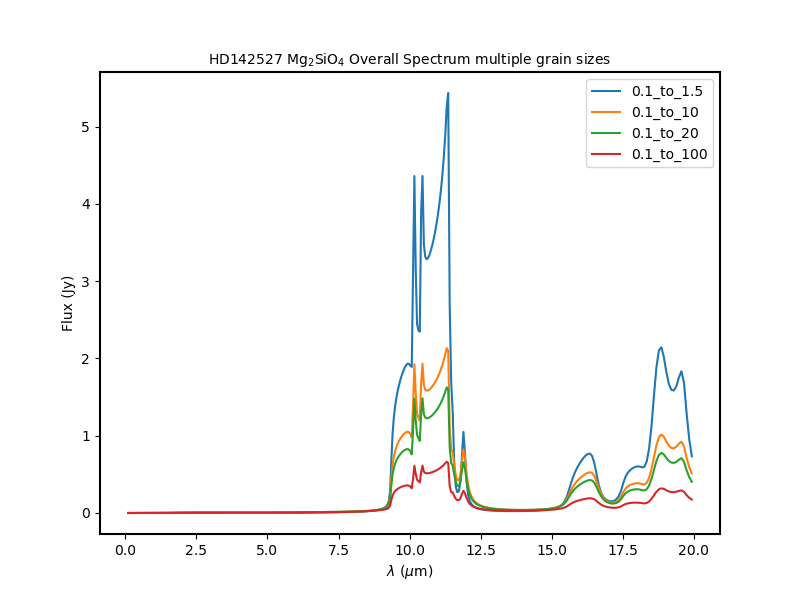 HD142527 Mg₂SiO₄ Overall Spectrum multiple grain sizes
0.1_to_1.5
0.1_to_10
0.1_to_20
0.1_to_100
5
4
3
2
1
0
Flux (Jy)
0.0 2.5 5.0 7.5 10.0 12.5 15.0 17.5 20.0
λ (μm)